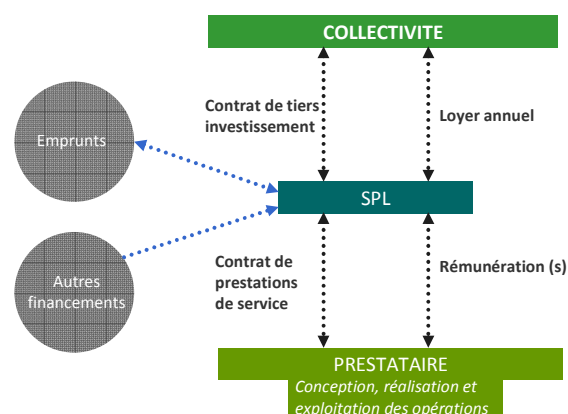 COLLECTIVITE
Contrat de tiers
investissement
Loyer annuel
Emprunts
SPL
Autres
financements
Contrat de
prestations
de service
Rémunération (s)
PRESTATAIRE
Conception, réalisation et
exploitation des opérations